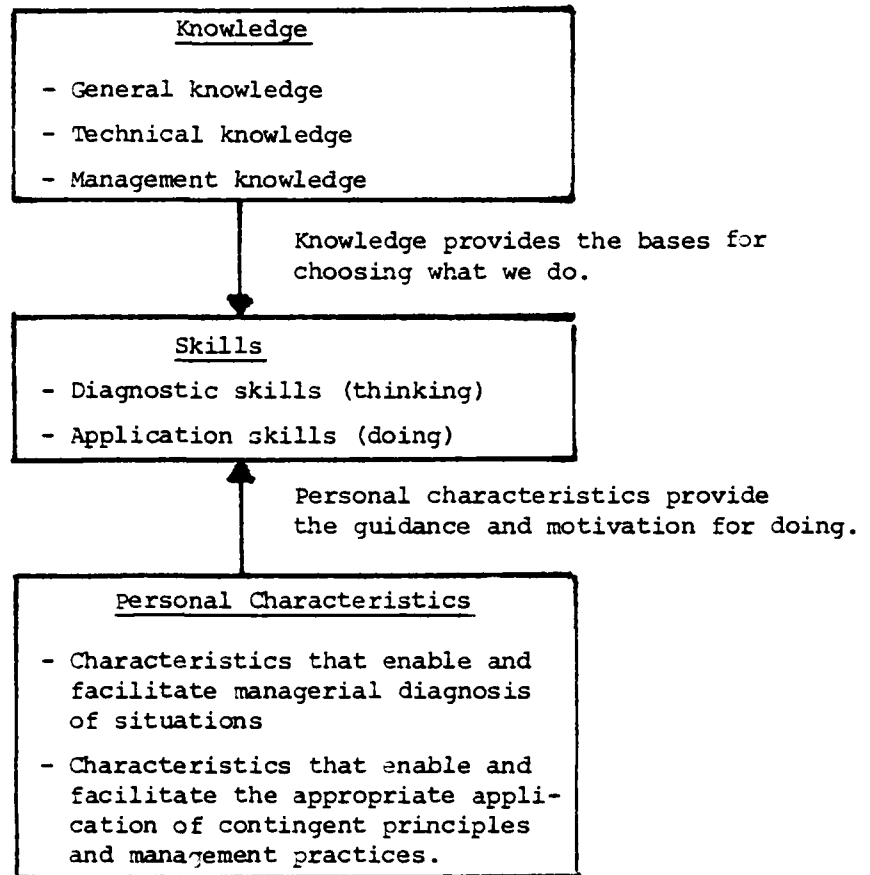 Knowledge
- General knowledge
- Technical knowledge
- Management knowledge
Knowledge provides the bases for
choosing what we do.
Skills
- Diagnostic skills (thinking)
- Application skills (doing)
Personal characteristics provide
the guidance and motivation for doing.
Personal Characteristics
- Characteristics that enable and
facilitate managerial diagnosis
of situations
- Characteristics that enable and
facilitate the appropriate appli-
cation of contingent principles
and management practices.